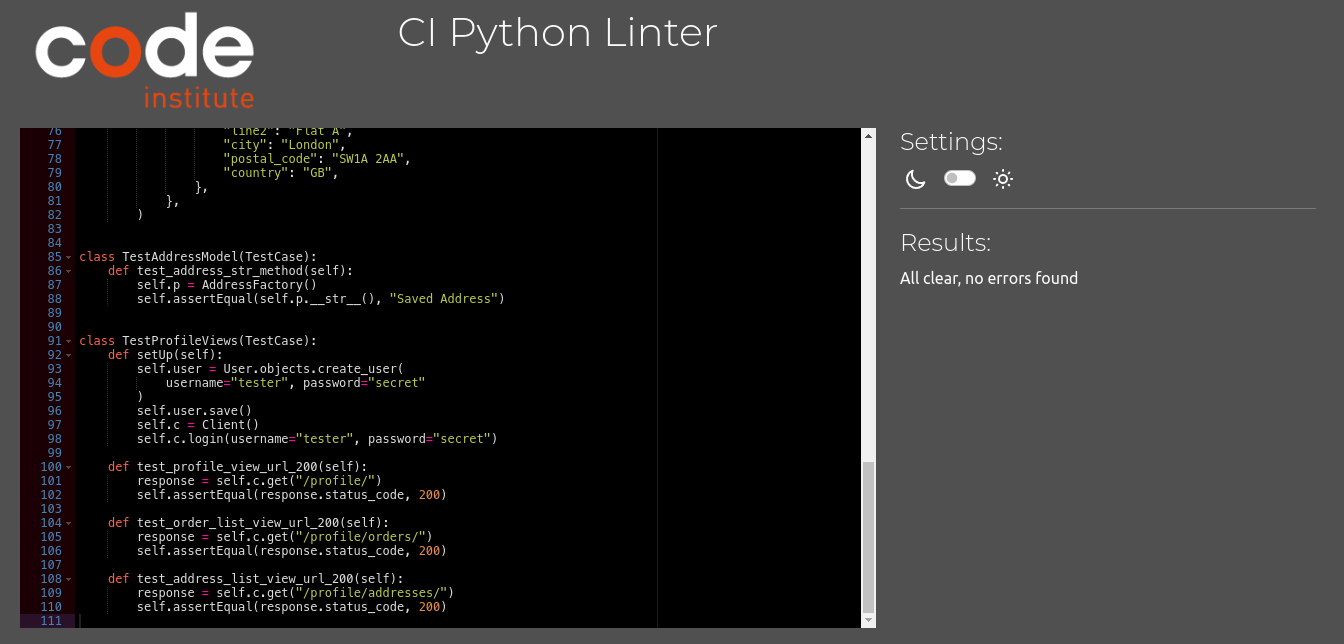 code
institute
CI Python Linter
76                     "line2": "Flat A",
77                     "city": "London",
78                     "postal_code": "SW1A 2AA",
79                     "country": "GB",
80                 },
81             },
82         )
83
84
85 class TestAddressModel(TestCase):
86     def test_address_str_method(self):
87         self.p = AddressFactory()
88         self.assertEqual(self.p.__str__(), "Saved Address")
89
90
91 class TestProfileViews(TestCase):
92     def setUp(self):
93         self.user = User.objects.create_user(
94             username="tester", password="secret"
95         )
96         self.user.save()
97         self.c = Client()
98         self.c.login(username="tester", password="secret")
99
100     def test_profile_view_url_200(self):
101         response = self.c.get("/profile/")
102         self.assertEqual(response.status_code, 200)
103
104     def test_order_list_view_url_200(self):
105         response = self.c.get("/profile/orders/")
106         self.assertEqual(response.status_code, 200)
107
108     def test_address_list_view_url_200(self):
109         response = self.c.get("/profile/addresses/")
110         self.assertEqual(response.status_code, 200)
111
Settings:
Results:
All clear, no errors found